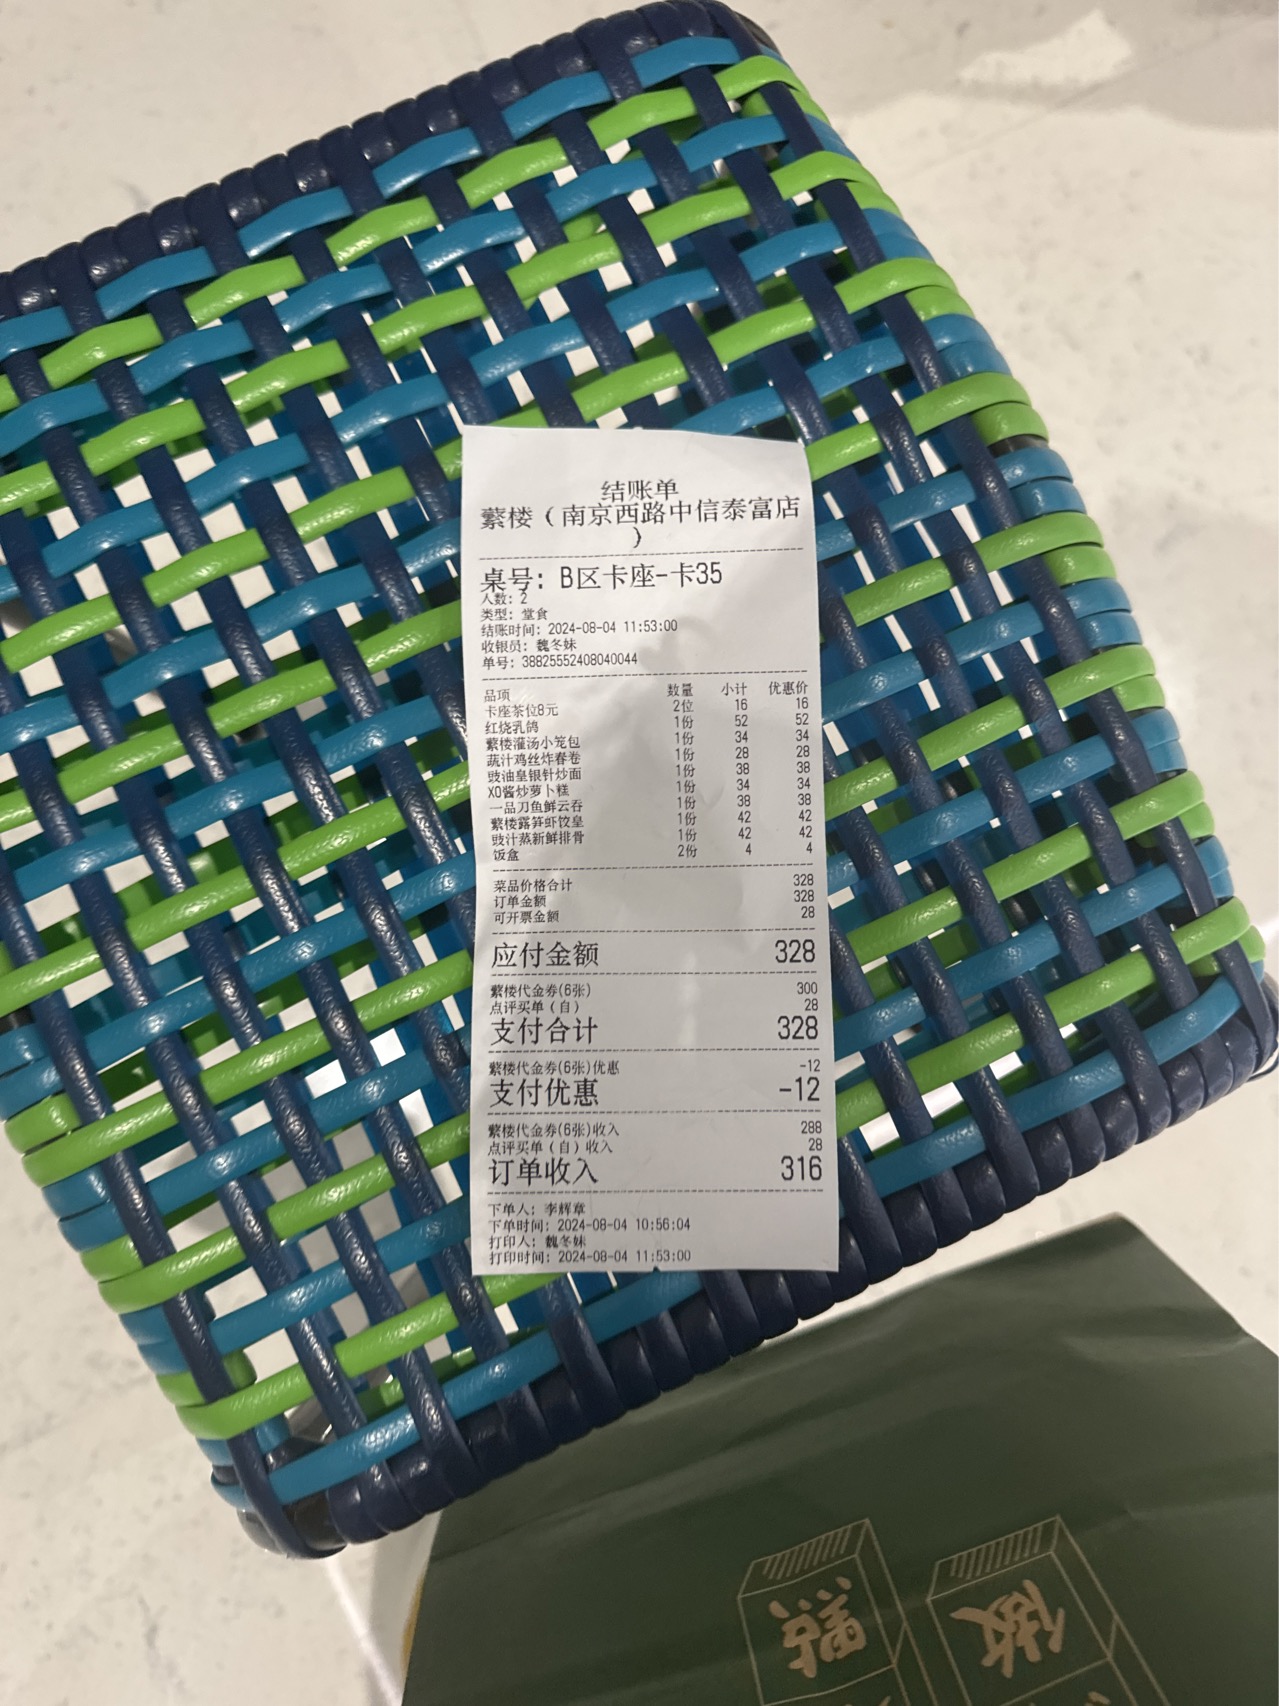 结账单
蘩楼（南京西路中信泰富店
）
桌号: B区卡座-卡35
人数: 2
类型: 堂食
结账时间: 2024-08-04 11:53:00
收银员: 魏冬妹
单号: 38825552408040044
品项 数量 小计 优惠价
卡座茶位8元 2位 16 16
红烧乳鸽 1份 52 52
蘩楼灌汤小笼包 1份 34 34
蔬汁鸡丝炸春卷 1份 28 28
豉油皇银针炒面 1份 38 38
XO酱炒萝卜糕 1份 34 34
一品刀鱼鲜云吞 1份 38 38
蘩楼露笋虾饺皇 1份 42 42
豉汁蒸新鲜排骨 1份 42 42
饭盒 2份 4 4
菜品价格合计 328
订单金额 328
可开票金额 28
应付金额 328
蘩楼代金券(6张) 300
点评买单（自） 28
支付合计 328
蘩楼代金券(6张)优惠 -12
支付优惠 -12
蘩楼代金券(6张)收入 288
点评买单（自）收入 28
订单收入 316
下单人: 李辉章
下单时间: 2024-08-04 10:56:04
打印人: 魏冬妹
打印时间: 2024-08-04 11:53:00
點